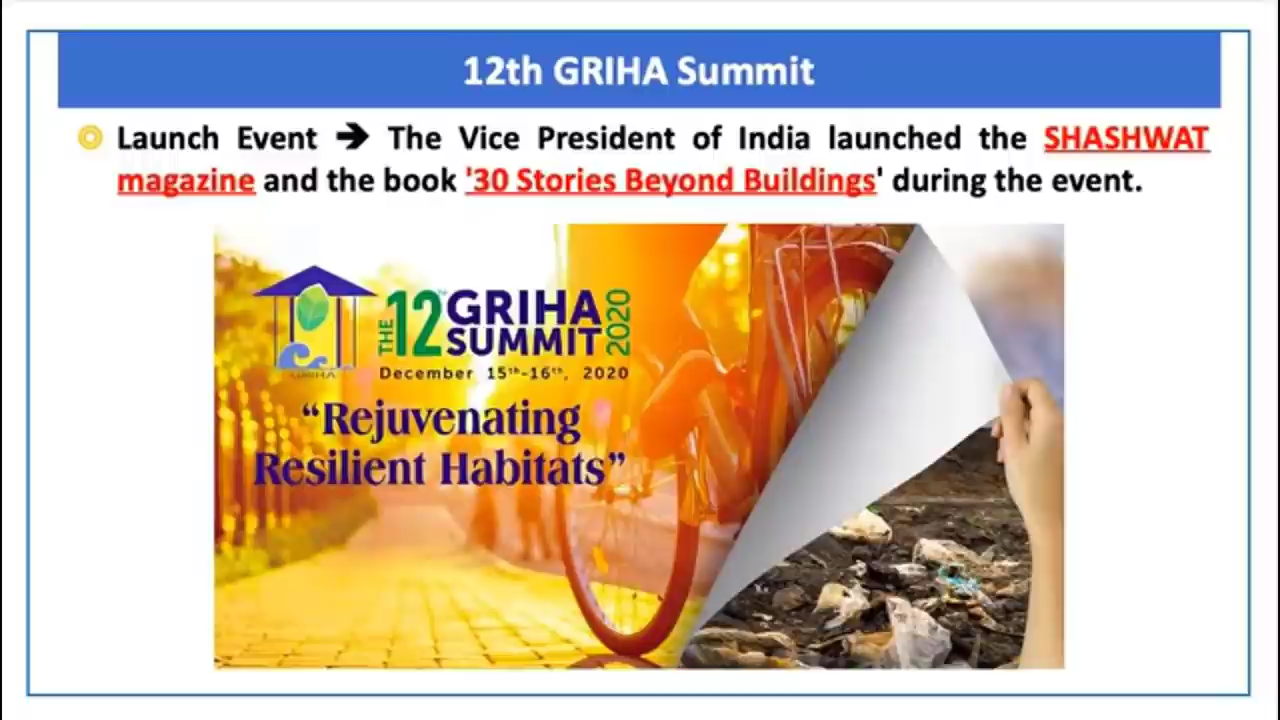 12th GRIHA Summit
Launch Event ➔ The Vice President of India launched the SHASHWAT
magazine and the book '30 Stories Beyond Buildings' during the event.
THE 12TH GRIHA SUMMIT 2020
December 15th-16th, 2020
GRIHA
“Rejuvenating
Resilient Habitats”